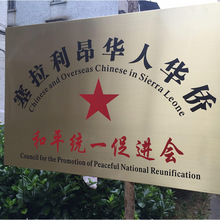 塞拉利昂华人华侨
Chinese and Overseas Chinese in Sierra Leone
和平统一促进会
Council for the Promotion of Peaceful National Reunification